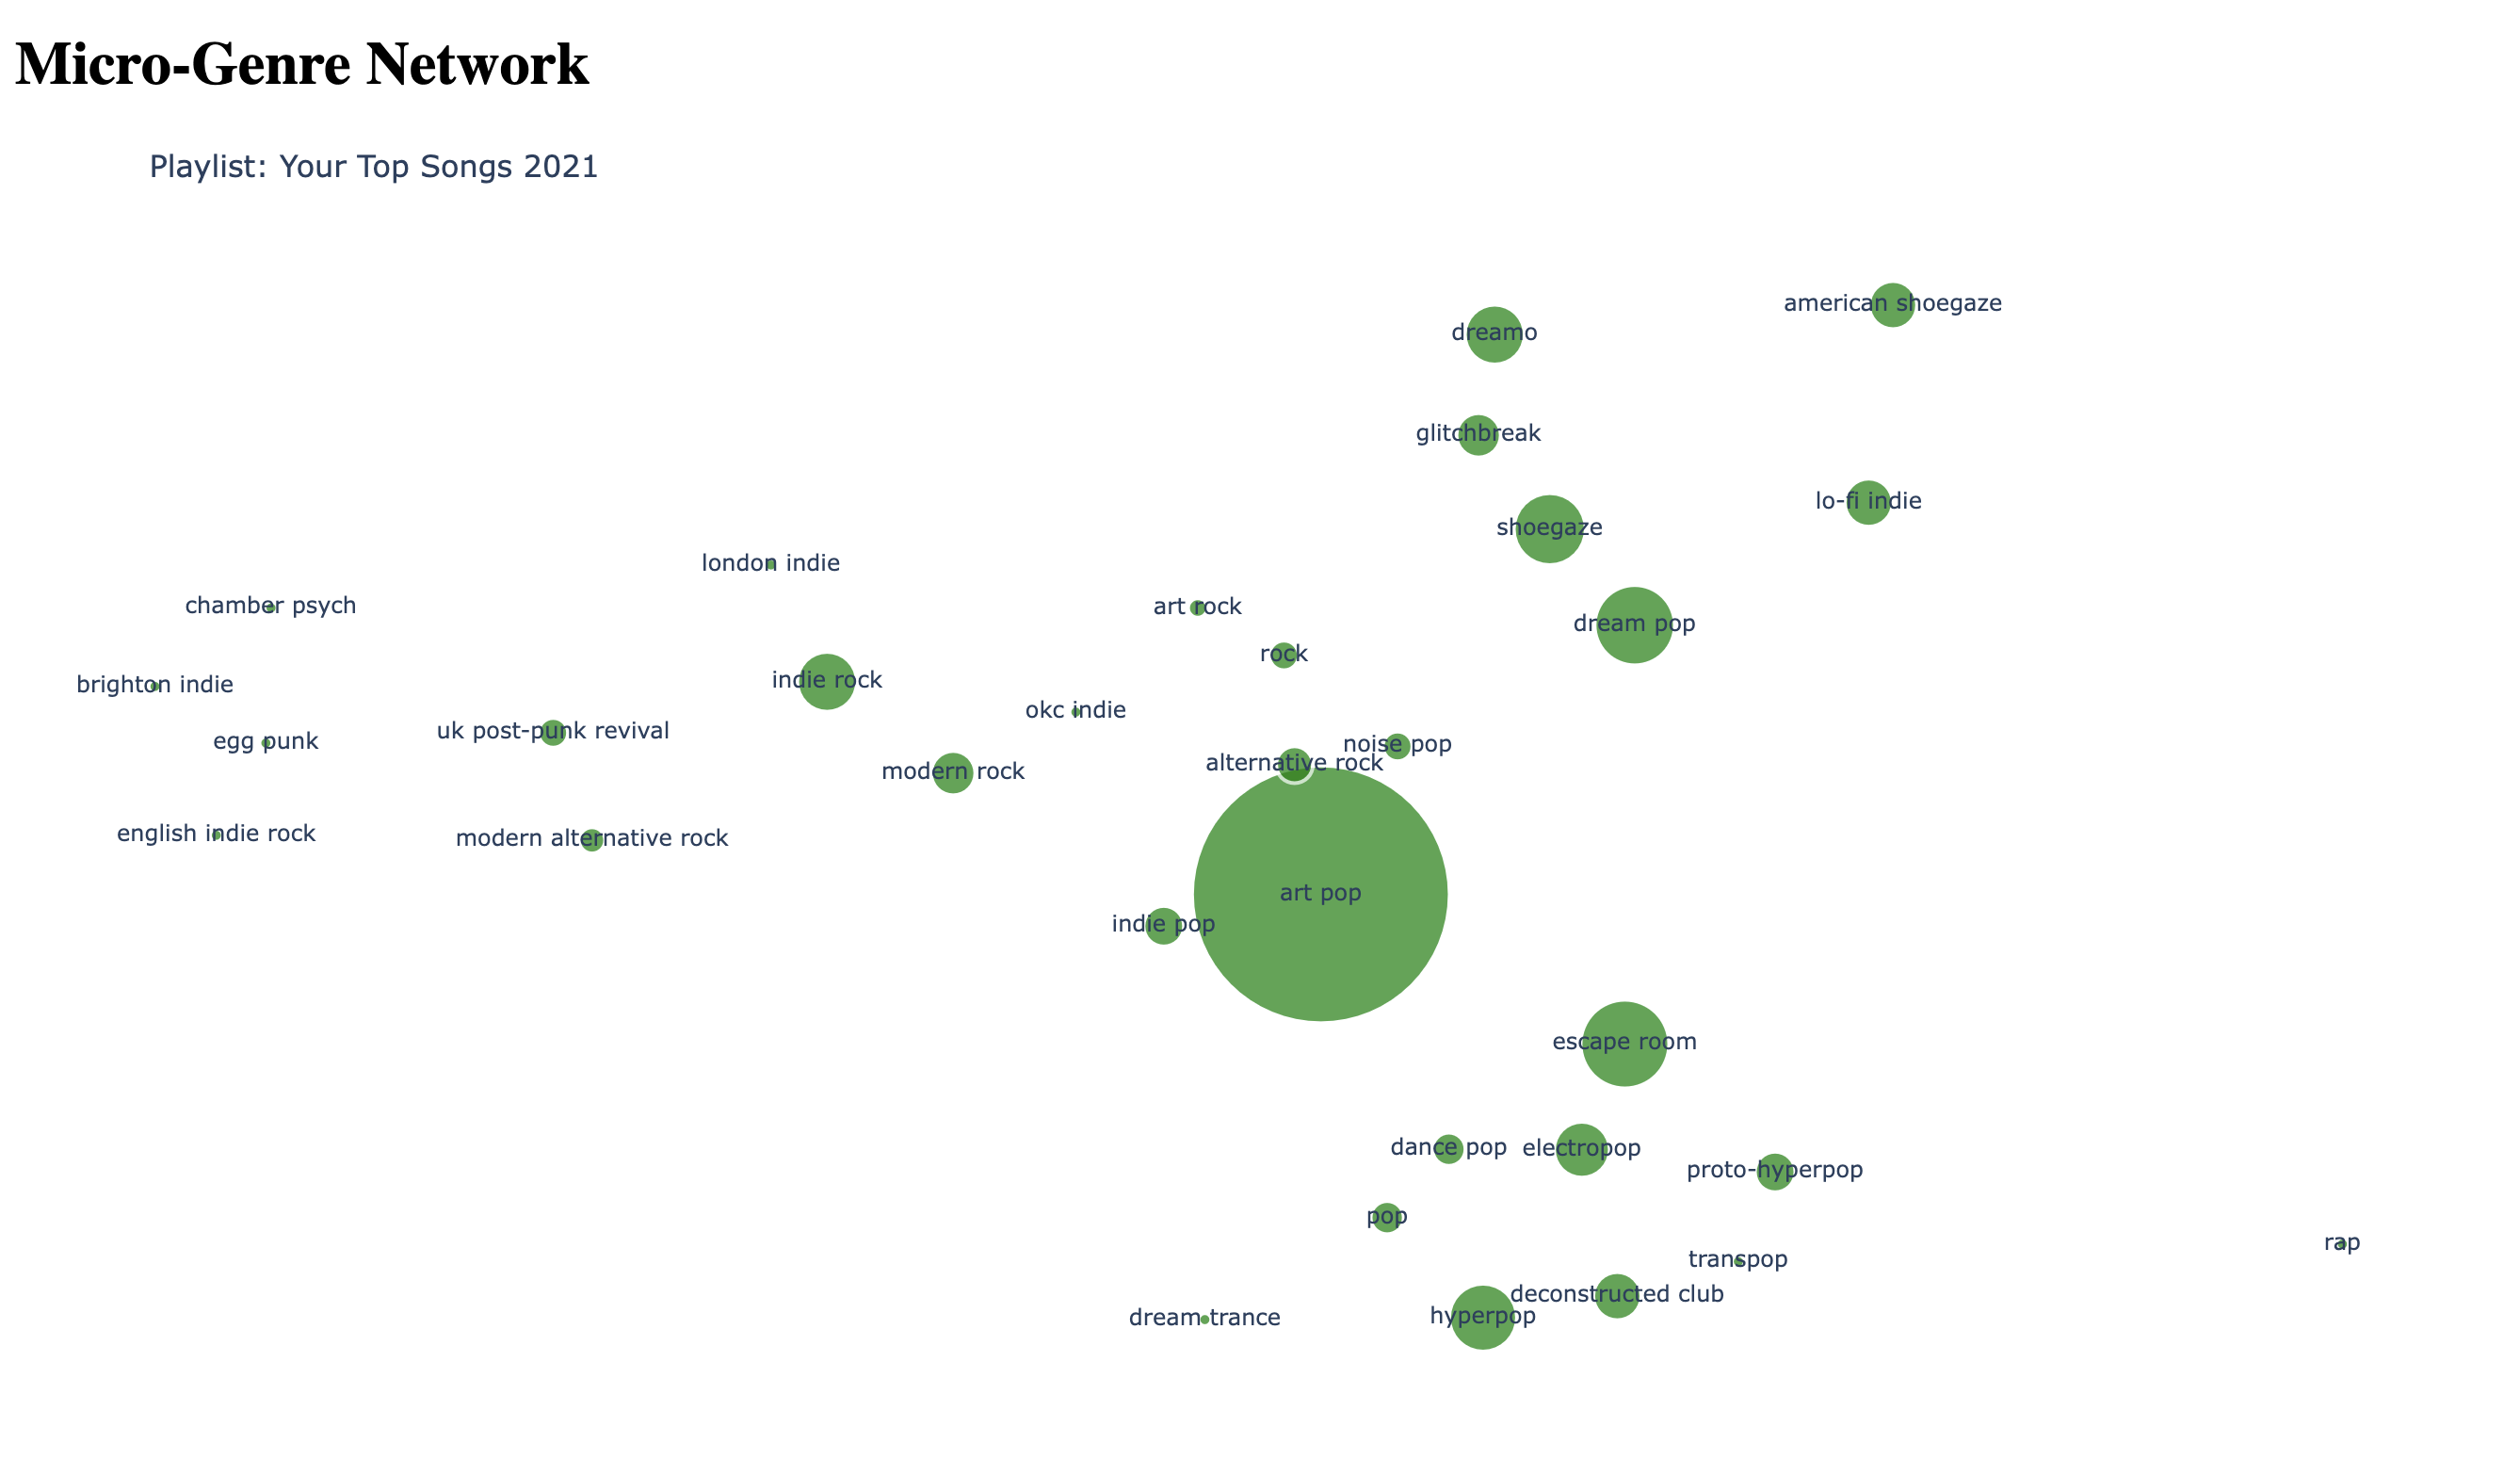 Micro-Genre Network
Playlist: Your Top Songs 2021
american shoegaze
dreamo
glitchbreak
lo-fi indie
shoegaze
london indie
chamber psych
art rock
dream pop
rock
indie rock
brighton indie
okc indie
uk post-punk revival
egg punk
noise pop
alternative rock
modern rock
english indie rock
modern alternative rock
art pop
indie pop
escape room
dance pop
electropop
proto-hyperpop
pop
rap
transpop
deconstructed club
hyperpop
dream trance